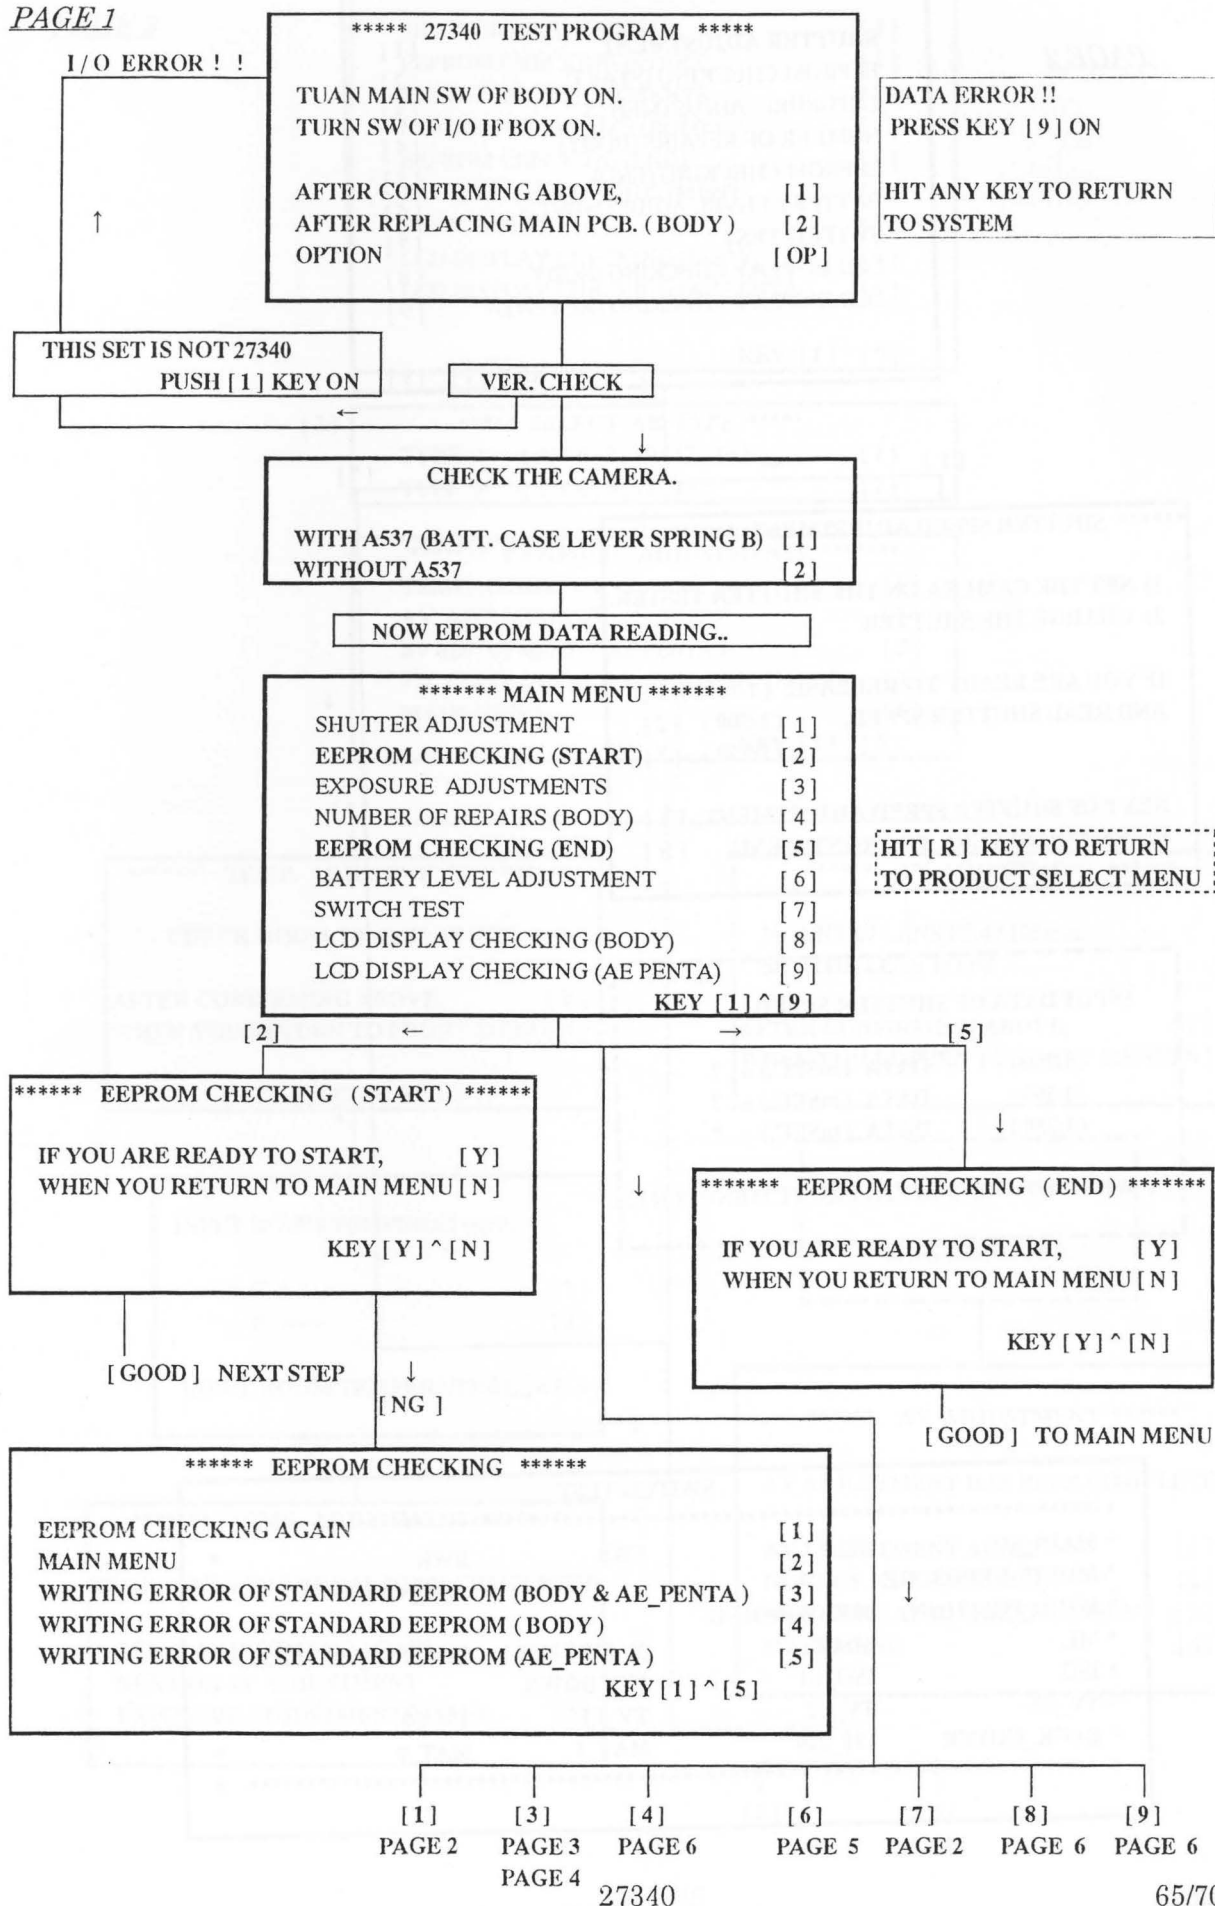 PAGE 1
***** 27340 TEST PROGRAM *****
I / O ERROR ! !
TUAN MAIN SW OF BODY ON.
TURN SW OF I/O IF BOX ON.
AFTER CONFIRMING ABOVE, [ 1 ]
AFTER REPLACING MAIN PCB. ( BODY ) [ 2 ]
OPTION [ OP ]
DATA ERROR !!
PRESS KEY [ 9 ] ON
HIT ANY KEY TO RETURN
TO SYSTEM
↑
THIS SET IS NOT 27340
PUSH [ 1 ] KEY ON
VER. CHECK
←
↓
CHECK THE CAMERA.
WITH A537 (BATT. CASE LEVER SPRING B) [ 1 ]
WITHOUT A537 [ 2 ]
NOW EEPROM DATA READING..
******* MAIN MENU *******
SHUTTER ADJUSTMENT [ 1 ]
EEPROM CHECKING (START) [ 2 ]
EXPOSURE ADJUSTMENTS [ 3 ]
NUMBER OF REPAIRS (BODY) [ 4 ]
EEPROM CHECKING (END) [ 5 ]
BATTERY LEVEL ADJUSTMENT [ 6 ]
SWITCH TEST [ 7 ]
LCD DISPLAY CHECKING (BODY) [ 8 ]
LCD DISPLAY CHECKING (AE PENTA) [ 9 ]
KEY [ 1 ] ^ [ 9 ]
HIT [ R ] KEY TO RETURN
TO PRODUCT SELECT MENU
[ 2 ] ← → [ 5 ]
****** EEPROM CHECKING ( START ) ******
IF YOU ARE READY TO START, [ Y ]
WHEN YOU RETURN TO MAIN MENU [ N ]
KEY [ Y ] ^ [ N ]
↓
↓
******* EEPROM CHECKING ( END ) *******
IF YOU ARE READY TO START, [ Y ]
WHEN YOU RETURN TO MAIN MENU [ N ]
KEY [ Y ] ^ [ N ]
[ GOOD ] NEXT STEP
↓
[ NG ]
[ GOOD ] TO MAIN MENU
****** EEPROM CHECKING ******
EEPROM CHECKING AGAIN [ 1 ]
MAIN MENU [ 2 ]
WRITING ERROR OF STANDARD EEPROM (BODY & AE_PENTA ) [ 3 ]
WRITING ERROR OF STANDARD EEPROM ( BODY ) [ 4 ]
WRITING ERROR OF STANDARD EEPROM (AE_PENTA ) [ 5 ]
KEY [ 1 ] ^ [ 5 ]
↓
[ 1 ] [ 3 ] [ 4 ] [ 6 ] [ 7 ] [ 8 ] [ 9 ]
PAGE 2 PAGE 3 PAGE 6 PAGE 5 PAGE 2 PAGE 6 PAGE 6
PAGE 4
27340
65/70